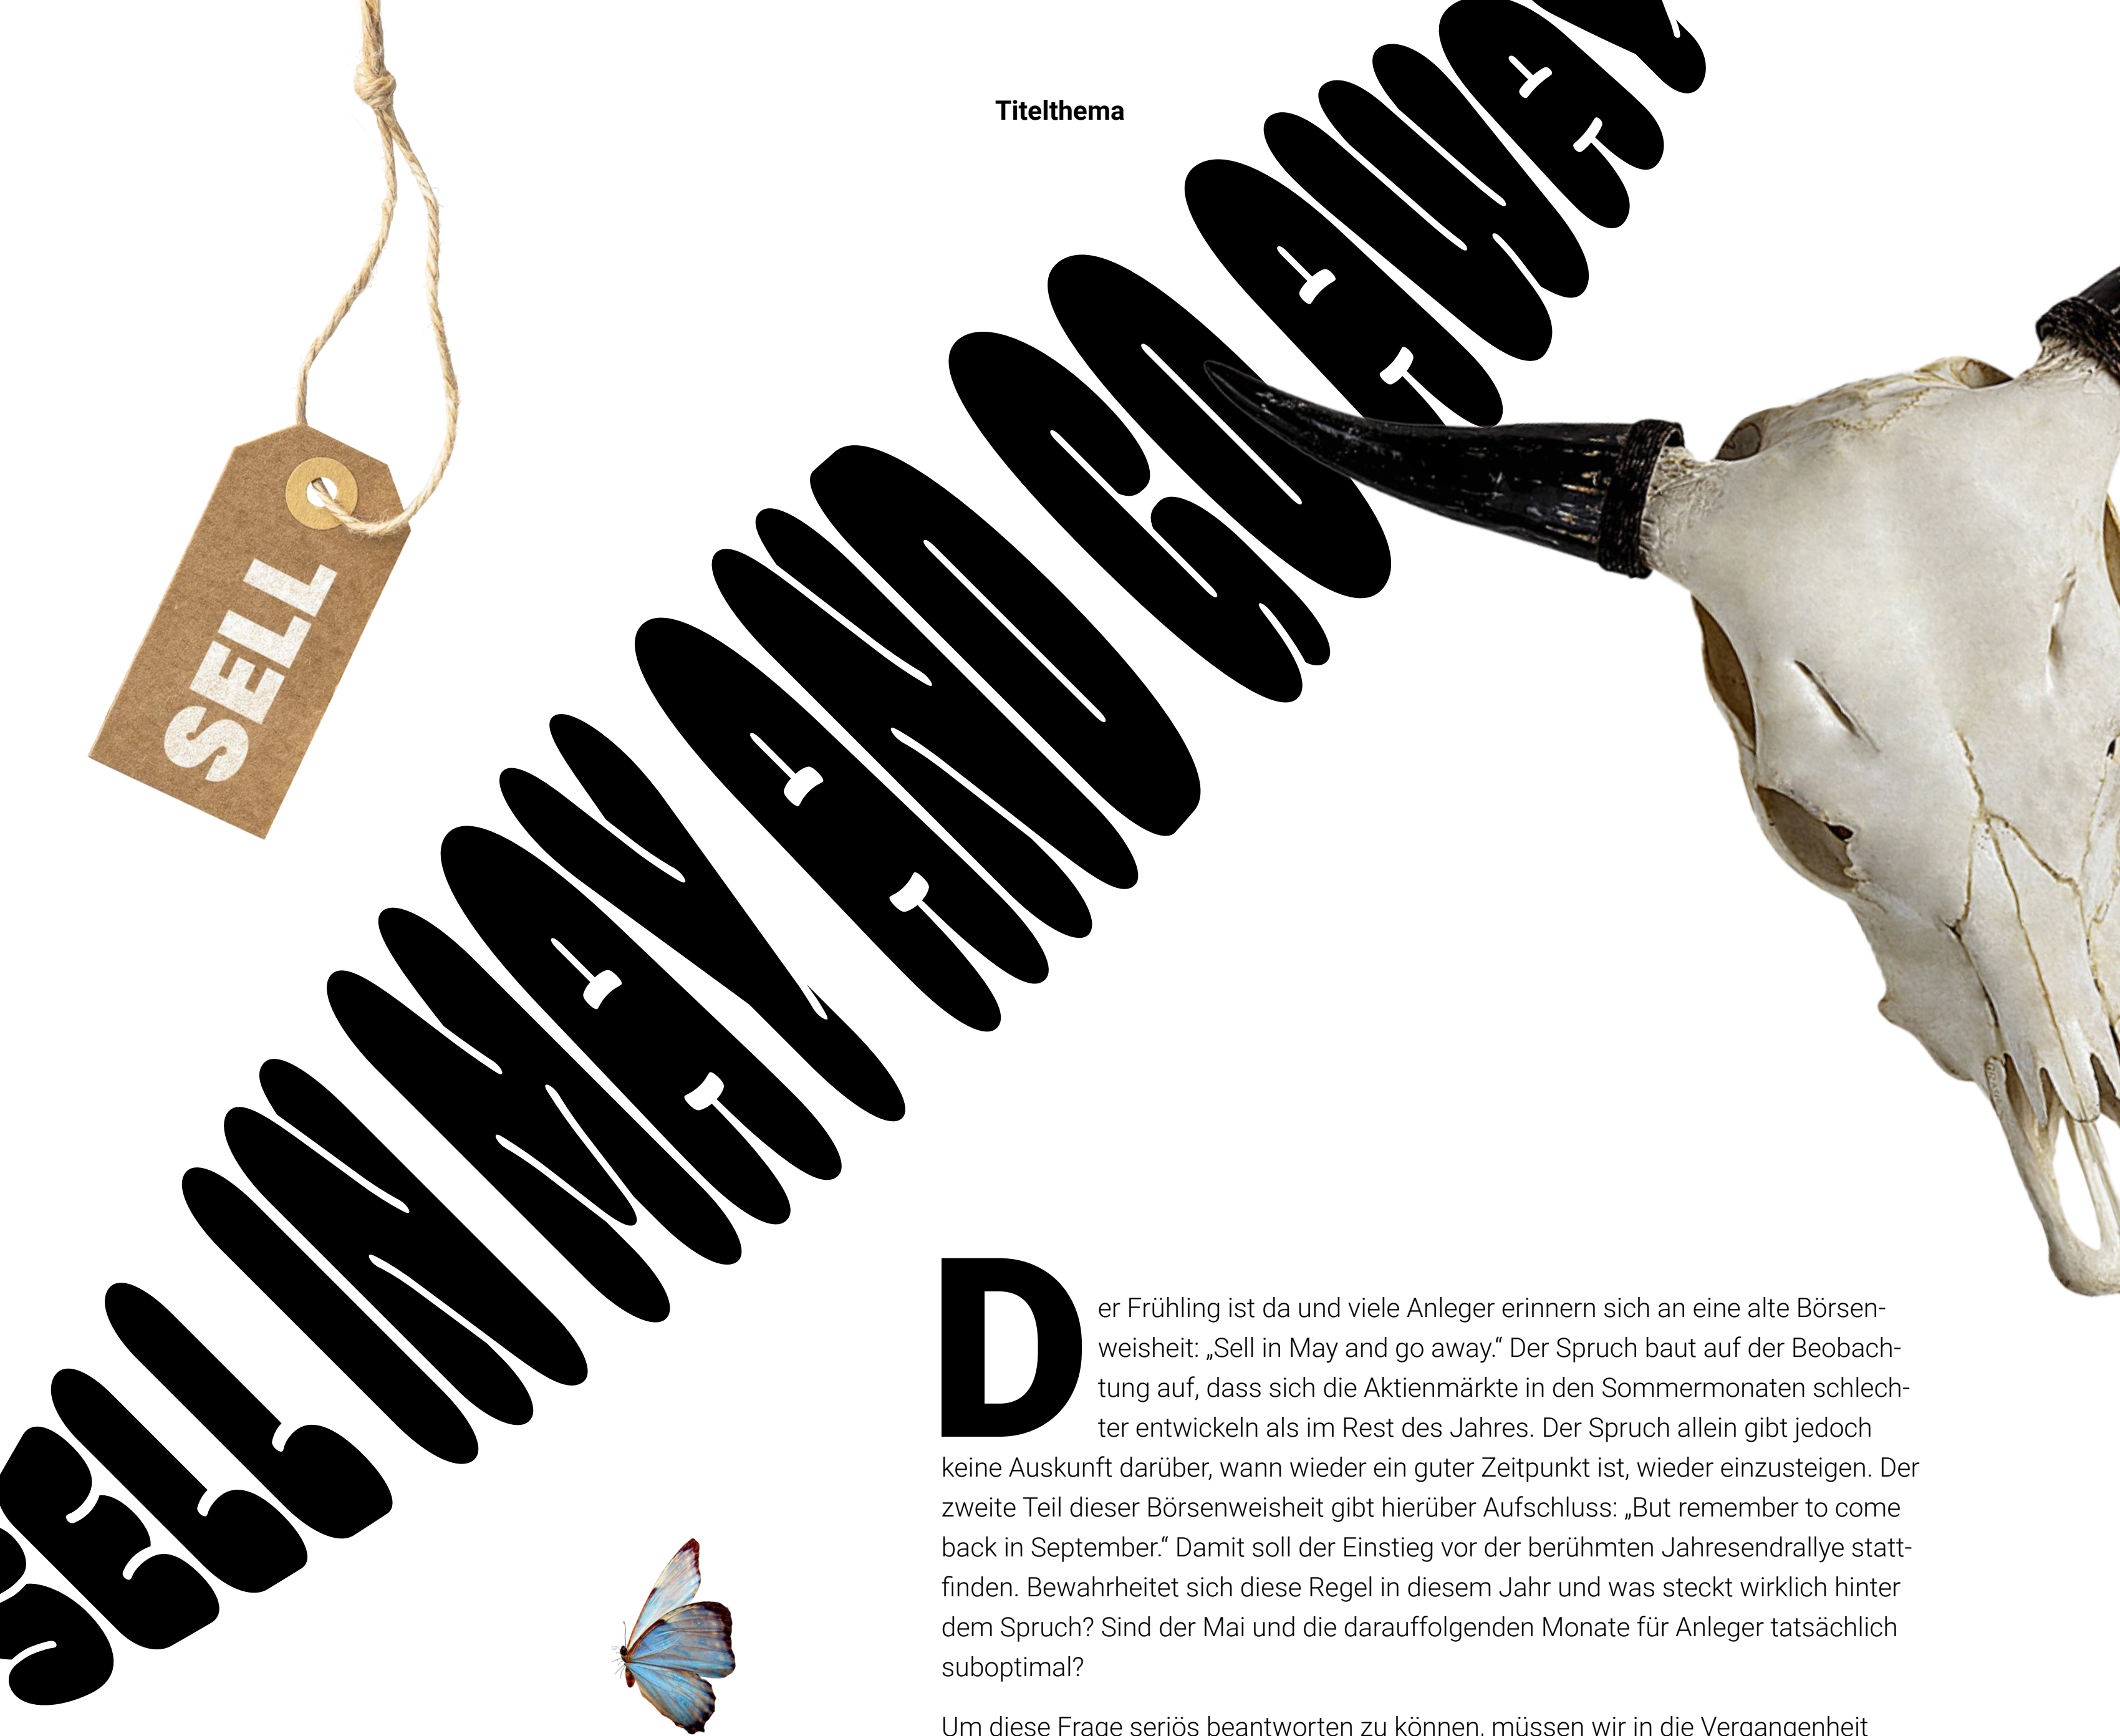 Titelthema
SELL
SELL IN MAY AND GO AWAY
Der Frühling ist da und viele Anleger erinnern sich an eine alte Börsen-
weisheit: „Sell in May and go away.“ Der Spruch baut auf der Beobach-
tung auf, dass sich die Aktienmärkte in den Sommermonaten schlech-
ter entwickeln als im Rest des Jahres. Der Spruch allein gibt jedoch
keine Auskunft darüber, wann wieder ein guter Zeitpunkt ist, wieder einzusteigen. Der
zweite Teil dieser Börsenweisheit gibt hierüber Aufschluss: „But remember to come
back in September.“ Damit soll der Einstieg vor der berühmten Jahresendrallye statt-
finden. Bewahrheitet sich diese Regel in diesem Jahr und was steckt wirklich hinter
dem Spruch? Sind der Mai und die darauffolgenden Monate für Anleger tatsächlich
suboptimal?
Um diese Frage seriös beantworten zu können, müssen wir in die Vergangenheit